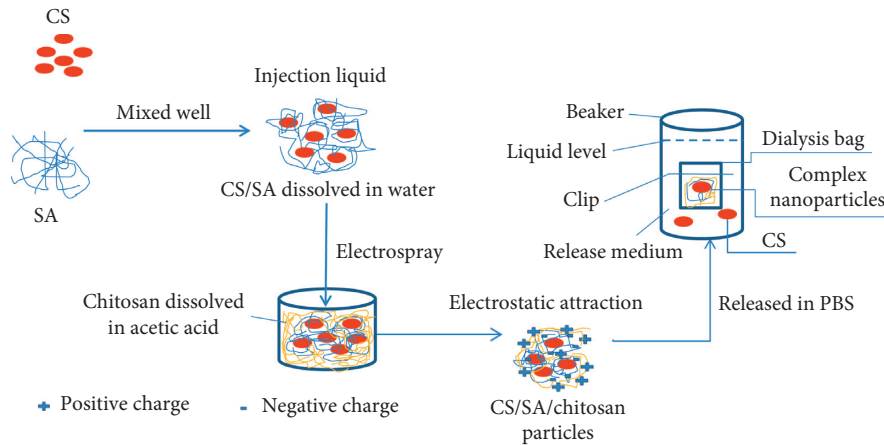 CS
Mixed well
SA
Injection liquid
CS/SA dissolved in water
Electrospray
Chitosan dissolved
in acetic acid
Electrostatic attraction
CS/SA/chitosan
particles
Released in PBS
Beaker
Liquid level
Clip
Release medium
Dialysis bag
Complex
nanoparticles
CS
Positive charge
Negative charge